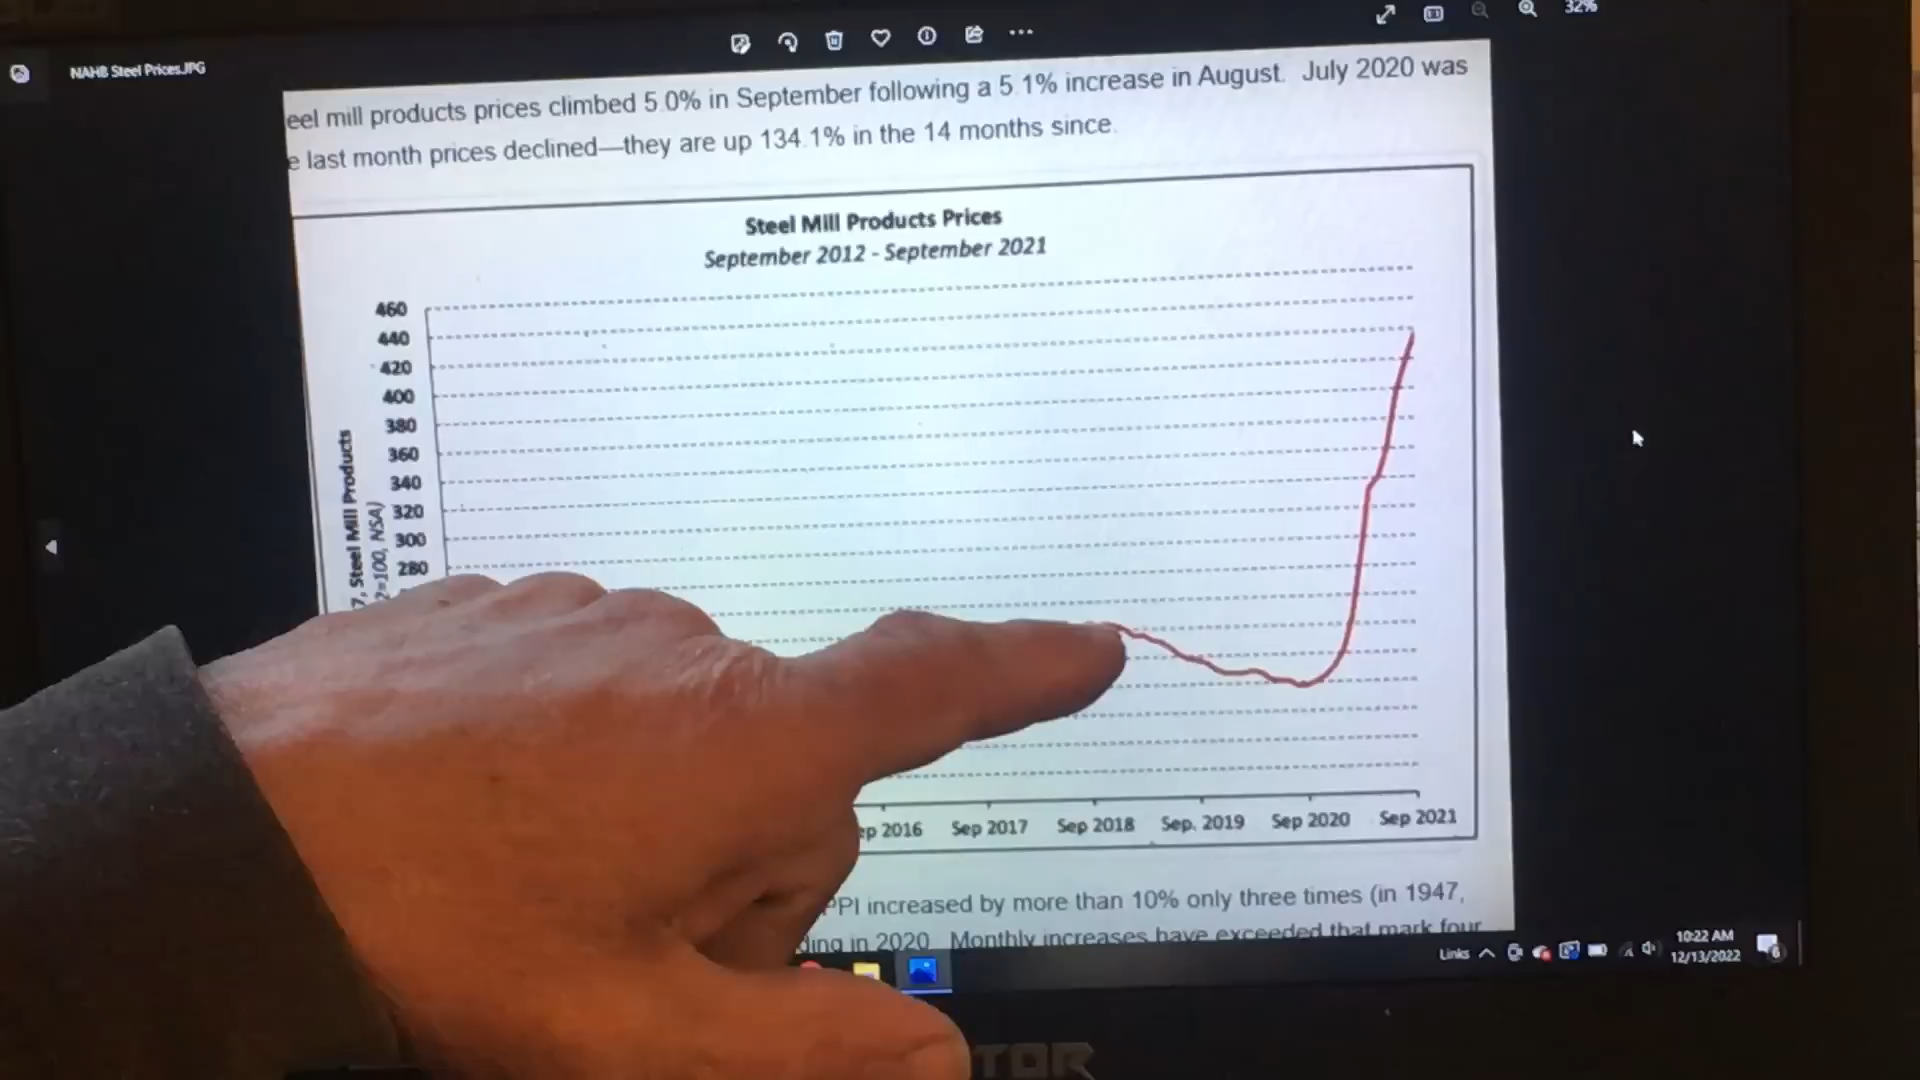 32%
NAHB Steel Prices.JPG
eel mill products prices climbed 5.0% in September following a 5.1% increase in August. July 2020 was
e last month prices declined—they are up 134.1% in the 14 months since.
Steel Mill Products Prices
September 2012 - September 2021
460
440
420
400
380
360
340
320
300
280
7, Steel Mill Products
2=100, NSA)
ep 2016 Sep 2017 Sep 2018 Sep. 2019 Sep 2020 Sep 2021
PPI increased by more than 10% only three times (in 1947,
ding in 2020. Monthly increases have exceeded that mark four
Links
10:22 AM
12/13/2022
6
TOR